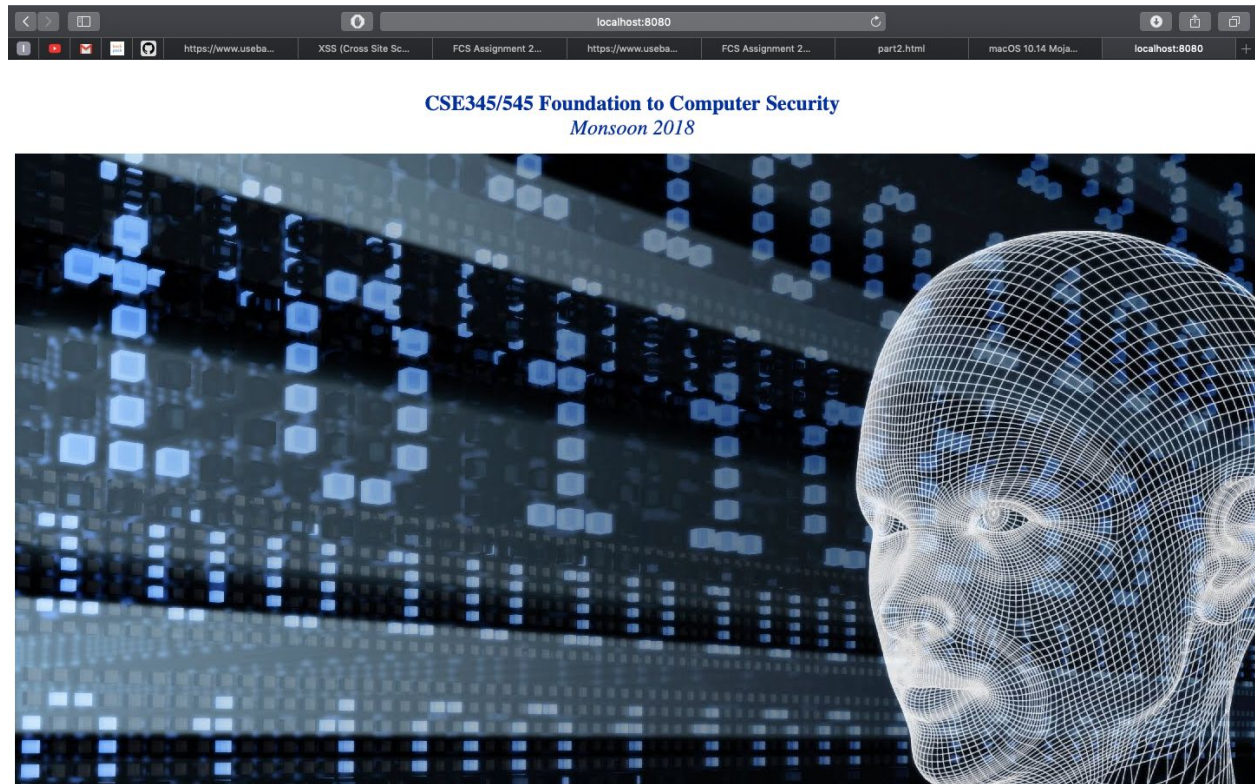 localhost:8080
https://www.useba...
XSS (Cross Site Sc...
FCS Assignment 2...
https://www.useba...
FCS Assignment 2...
part2.html
macOS 10.14 Moja...
localhost:8080
CSE345/545 Foundation to Computer Security
Monsoon 2018